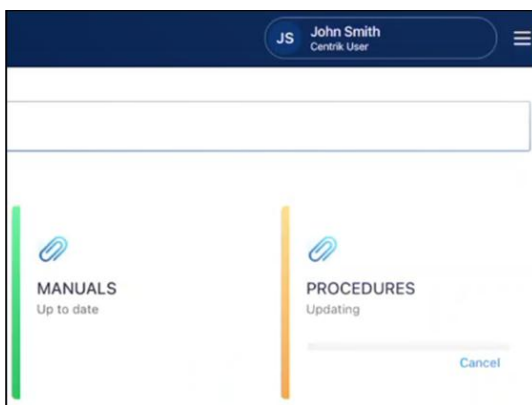 JS
John Smith
Centrik User
MANUALS
Up to date
PROCEDURES
Updating
Cancel